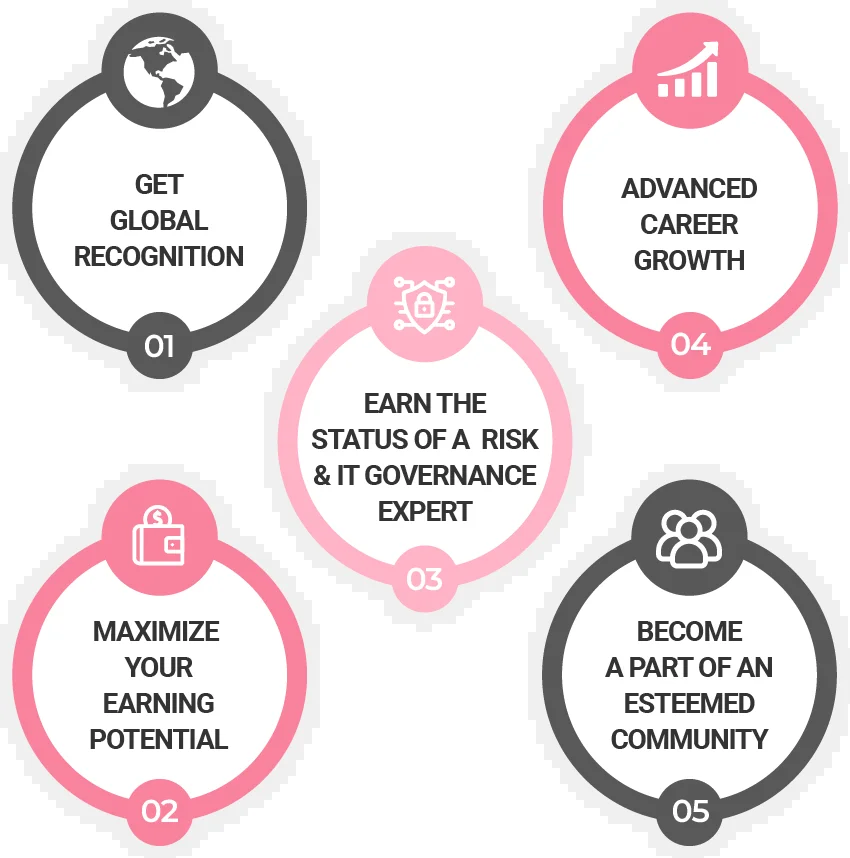 GET
GLOBAL
RECOGNITION
01
MAXIMIZE
YOUR
EARNING
POTENTIAL
02
EARN THE
STATUS OF A RISK
& IT GOVERNANCE
EXPERT
03
ADVANCED
CAREER
GROWTH
04
BECOME
A PART OF AN
ESTEEMED
COMMUNITY
05